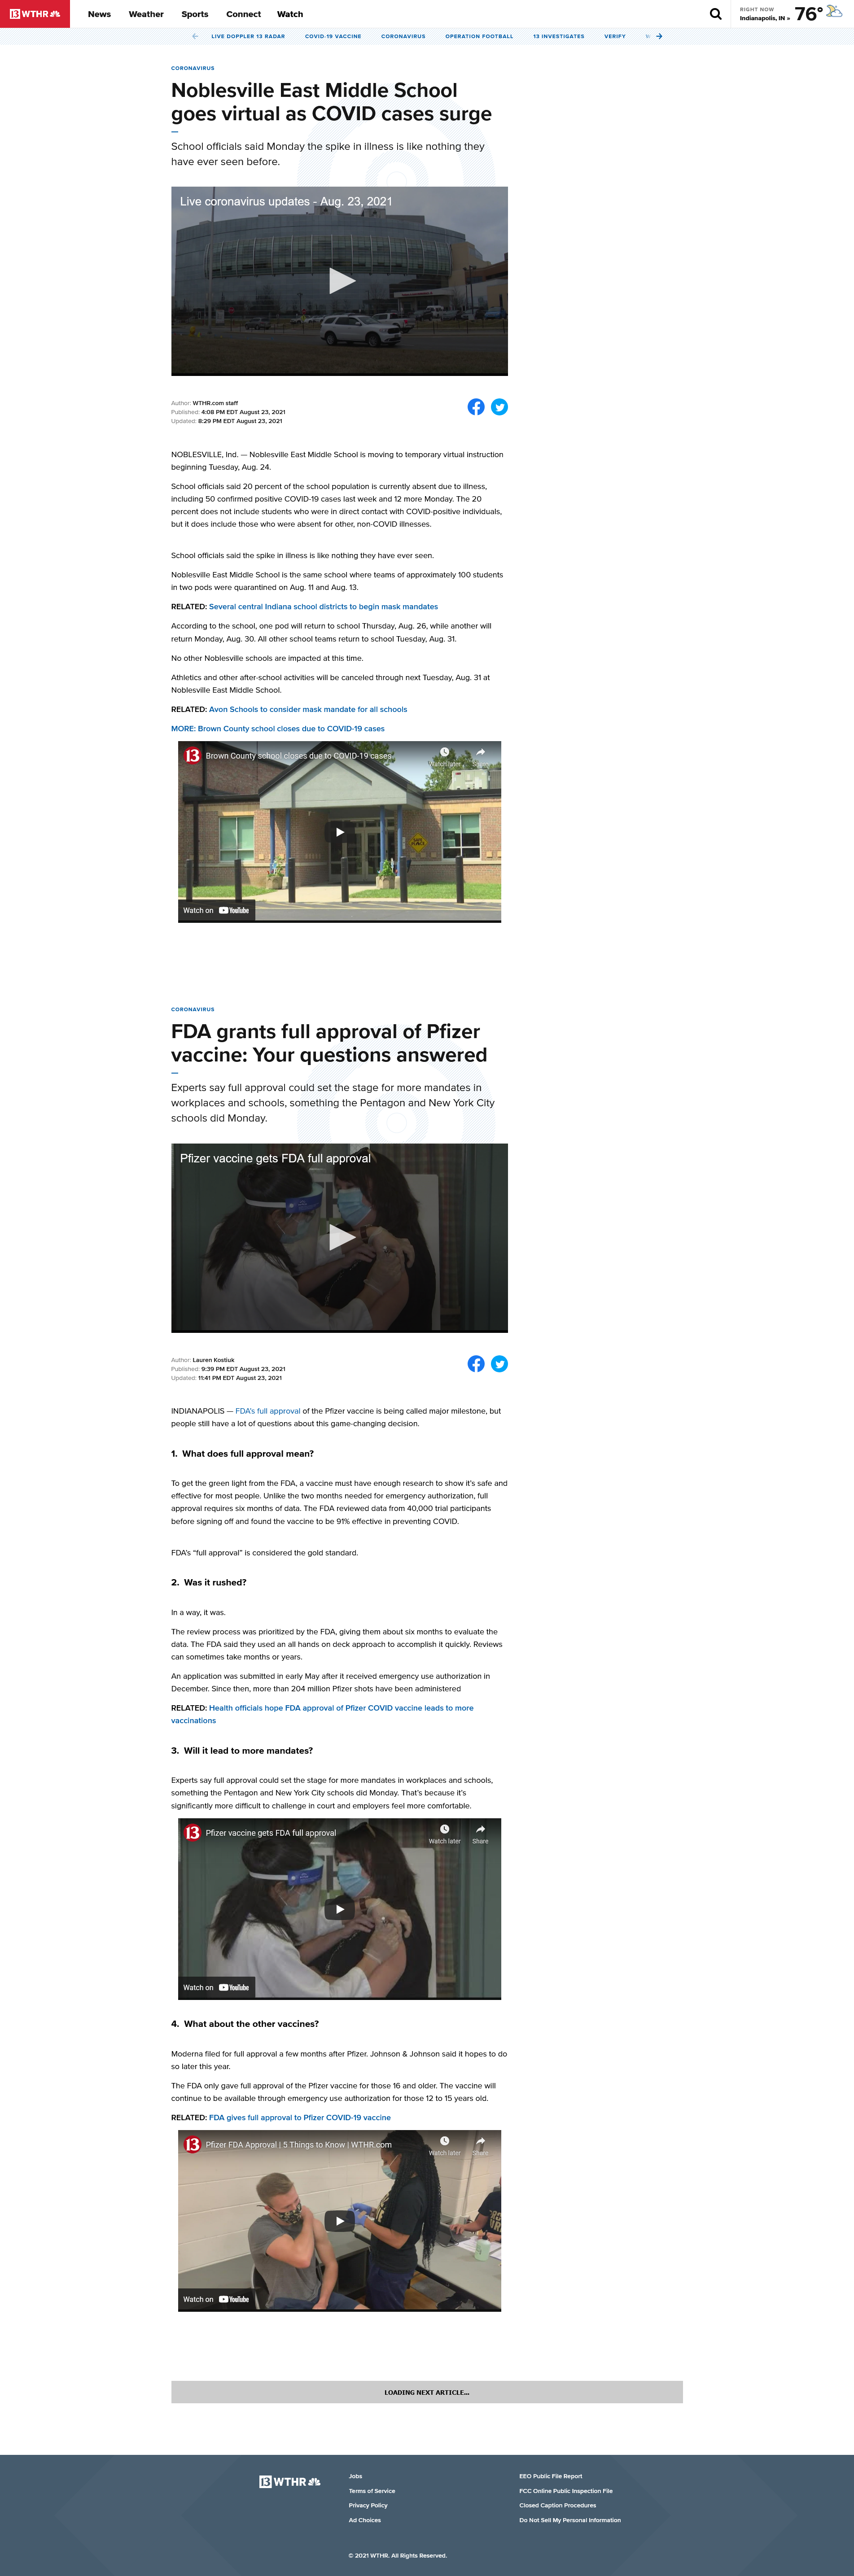 13 WTHR
News Weather Sports Connect Watch
RIGHT NOW
Indianapolis, IN »
76°
LIVE DOPPLER 13 RADAR COVID-19 VACCINE CORONAVIRUS OPERATION FOOTBALL 13 INVESTIGATES VERIFY
CORONAVIRUS
Noblesville East Middle School
goes virtual as COVID cases surge
School officials said Monday the spike in illness is like nothing they
have ever seen before.
Live coronavirus updates - Aug. 23, 2021
Author: WTHR.com staff
Published: 4:08 PM EDT August 23, 2021
Updated: 8:29 PM EDT August 23, 2021
NOBLESVILLE, Ind. — Noblesville East Middle School is moving to temporary virtual instruction
beginning Tuesday, Aug. 24.
School officials said 20 percent of the school population is currently absent due to illness,
including 50 confirmed positive COVID-19 cases last week and 12 more Monday. The 20
percent does not include students who were in direct contact with COVID-positive individuals,
but it does include those who were absent for other, non-COVID illnesses.
School officials said the spike in illness is like nothing they have ever seen.
Noblesville East Middle School is the same school where teams of approximately 100 students
in two pods were quarantined on Aug. 11 and Aug. 13.
RELATED: Several central Indiana school districts to begin mask mandates
According to the school, one pod will return to school Thursday, Aug. 26, while another will
return Monday, Aug. 30. All other school teams return to school Tuesday, Aug. 31.
No other Noblesville schools are impacted at this time.
Athletics and other after-school activities will be canceled through next Tuesday, Aug. 31 at
Noblesville East Middle School.
RELATED: Avon Schools to consider mask mandate for all schools
MORE: Brown County school closes due to COVID-19 cases
13 Brown County school closes due to COVID-19 cases
Watch later Share
Watch on YouTube
CORONAVIRUS
FDA grants full approval of Pfizer
vaccine: Your questions answered
Experts say full approval could set the stage for more mandates in
workplaces and schools, something the Pentagon and New York City
schools did Monday.
Pfizer vaccine gets FDA full approval
Author: Lauren Kostiuk
Published: 9:39 PM EDT August 23, 2021
Updated: 11:41 PM EDT August 23, 2021
INDIANAPOLIS — FDA's full approval of the Pfizer vaccine is being called major milestone, but
people still have a lot of questions about this game-changing decision.
1. What does full approval mean?
To get the green light from the FDA, a vaccine must have enough research to show it's safe and
effective for most people. Unlike the two months needed for emergency authorization, full
approval requires six months of data. The FDA reviewed data from 40,000 trial participants
before signing off and found the vaccine to be 91% effective in preventing COVID.
FDA's “full approval” is considered the gold standard.
2. Was it rushed?
In a way, it was.
The review process was prioritized by the FDA, giving them about six months to evaluate the
data. The FDA said they used an all hands on deck approach to accomplish it quickly. Reviews
can sometimes take months or years.
An application was submitted in early May after it received emergency use authorization in
December. Since then, more than 204 million Pfizer shots have been administered
RELATED: Health officials hope FDA approval of Pfizer COVID vaccine leads to more
vaccinations
3. Will it lead to more mandates?
Experts say full approval could set the stage for more mandates in workplaces and schools,
something the Pentagon and New York City schools did Monday. That's because it's
significantly more difficult to challenge in court and employers feel more comfortable.
13 Pfizer vaccine gets FDA full approval
Watch later Share
Watch on YouTube
4. What about the other vaccines?
Moderna filed for full approval a few months after Pfizer. Johnson & Johnson said it hopes to do
so later this year.
The FDA only gave full approval of the Pfizer vaccine for those 16 and older. The vaccine will
continue to be available through emergency use authorization for those 12 to 15 years old.
RELATED: FDA gives full approval to Pfizer COVID-19 vaccine
13 Pfizer FDA Approval | 5 Things to Know | WTHR.com
Watch later Share
Watch on YouTube
LOADING NEXT ARTICLE...
13 WTHR
Jobs
Terms of Service
Privacy Policy
Ad Choices
EEO Public File Report
FCC Online Public Inspection File
Closed Caption Procedures
Do Not Sell My Personal Information
© 2021 WTHR. All Rights Reserved.